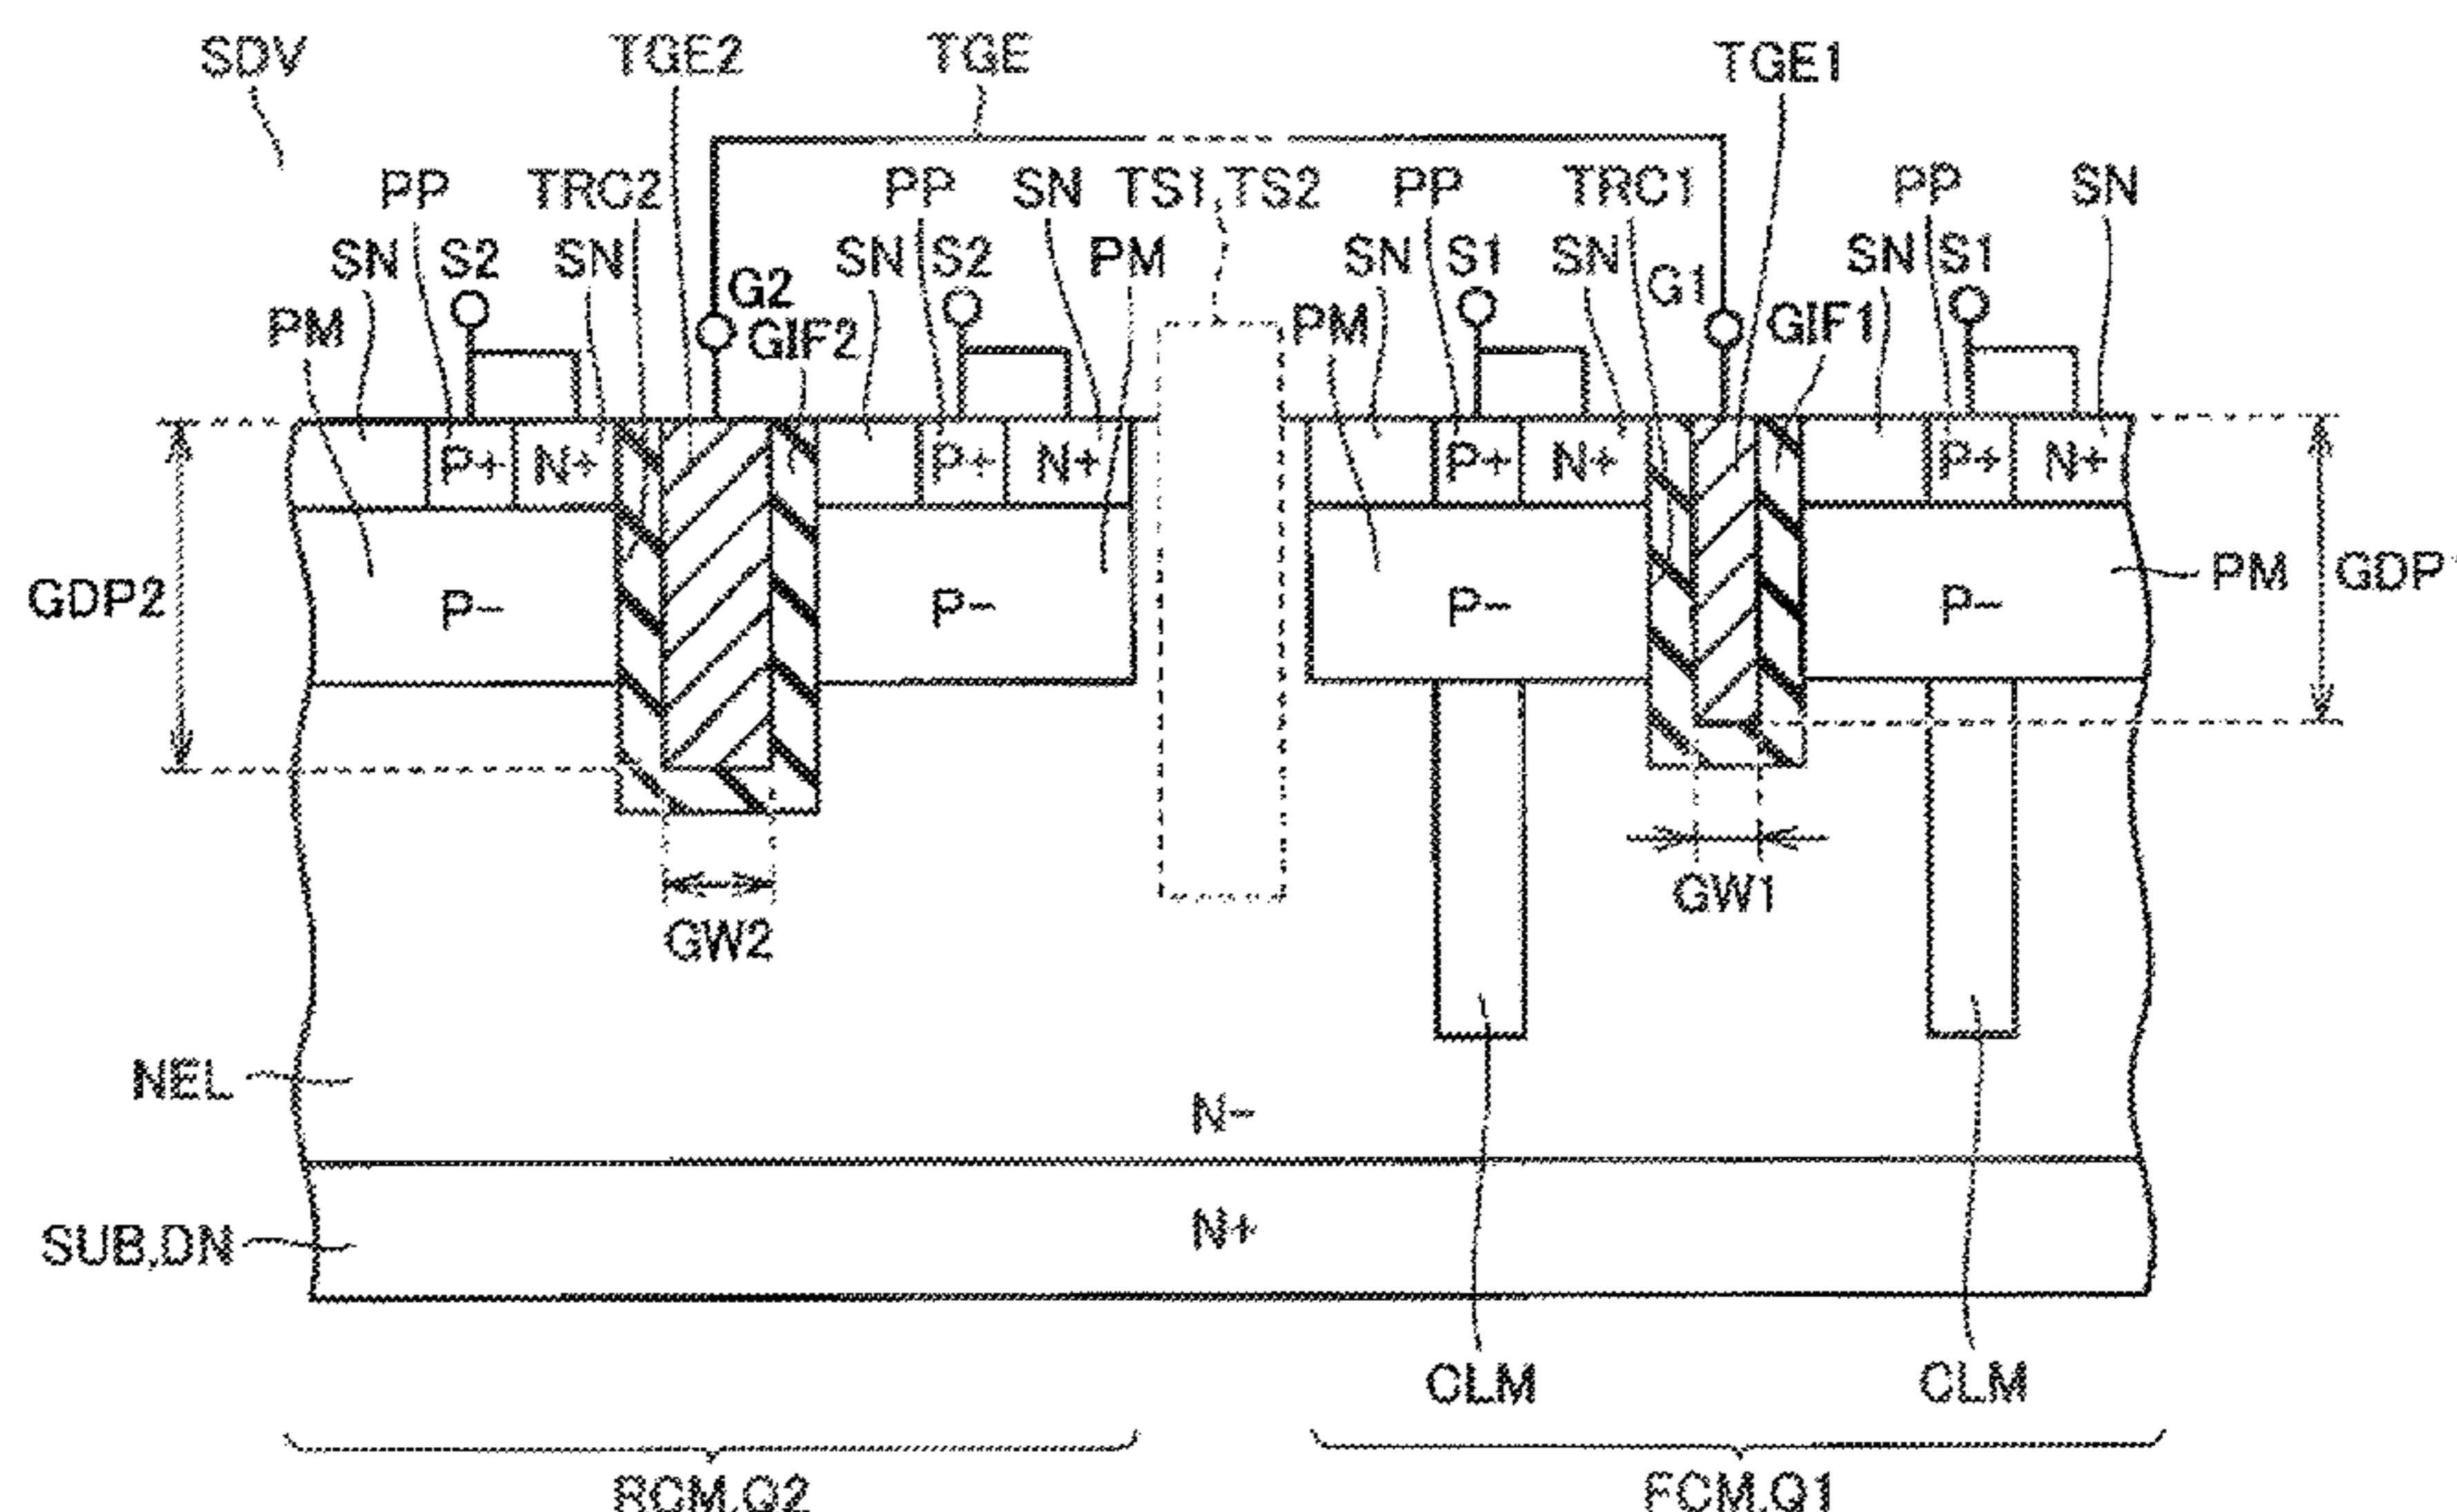 SDV TGE2 TGE TGE1
PP TRC2 PP SN TS1,TS2 PP TRC1 PP SN
SN S2 SN SN S2 PM SN S1 SN G1 SN S1
PM G2 PM GIF1
GIF2
P+ N+ P+ N+ P+ N+ P+ N+
GDP2 P- P- P- P- PM GDP1
GW2 GW1
NEL N-
SUB,DN N+
CLM CLM
RCM,Q2 FCM,Q1